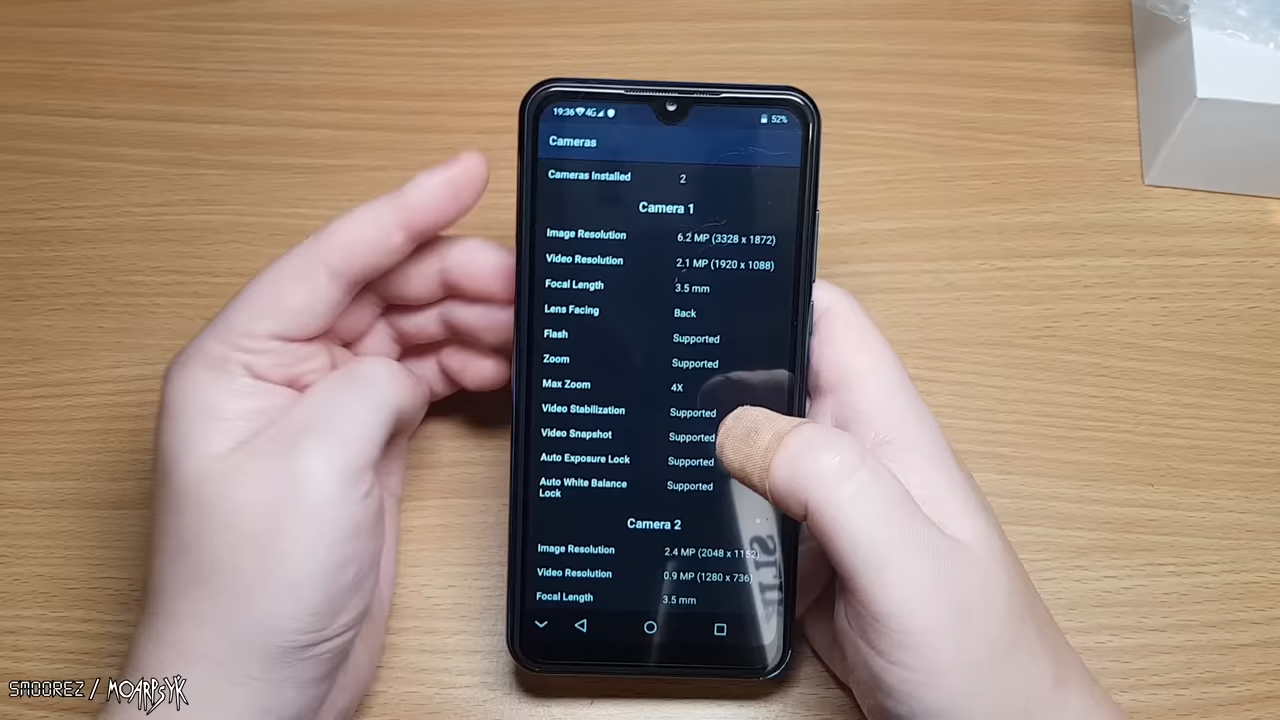 19:36 4G 52%
Cameras
Cameras Installed 2
Camera 1
Image Resolution 6.2 MP (3328 x 1872)
Video Resolution 2.1 MP (1920 x 1088)
Focal Length 3.5 mm
Lens Facing Back
Flash Supported
Zoom Supported
Max Zoom 4X
Video Stabilization Supported
Video Snapshot Supported
Auto Exposure Lock Supported
Auto White Balance Supported
Lock
Camera 2
Image Resolution 2.4 MP (2048 x 1152)
Video Resolution 0.9 MP (1280 x 736)
Focal Length 3.5 mm
SMOOREZ / MOARPSYK